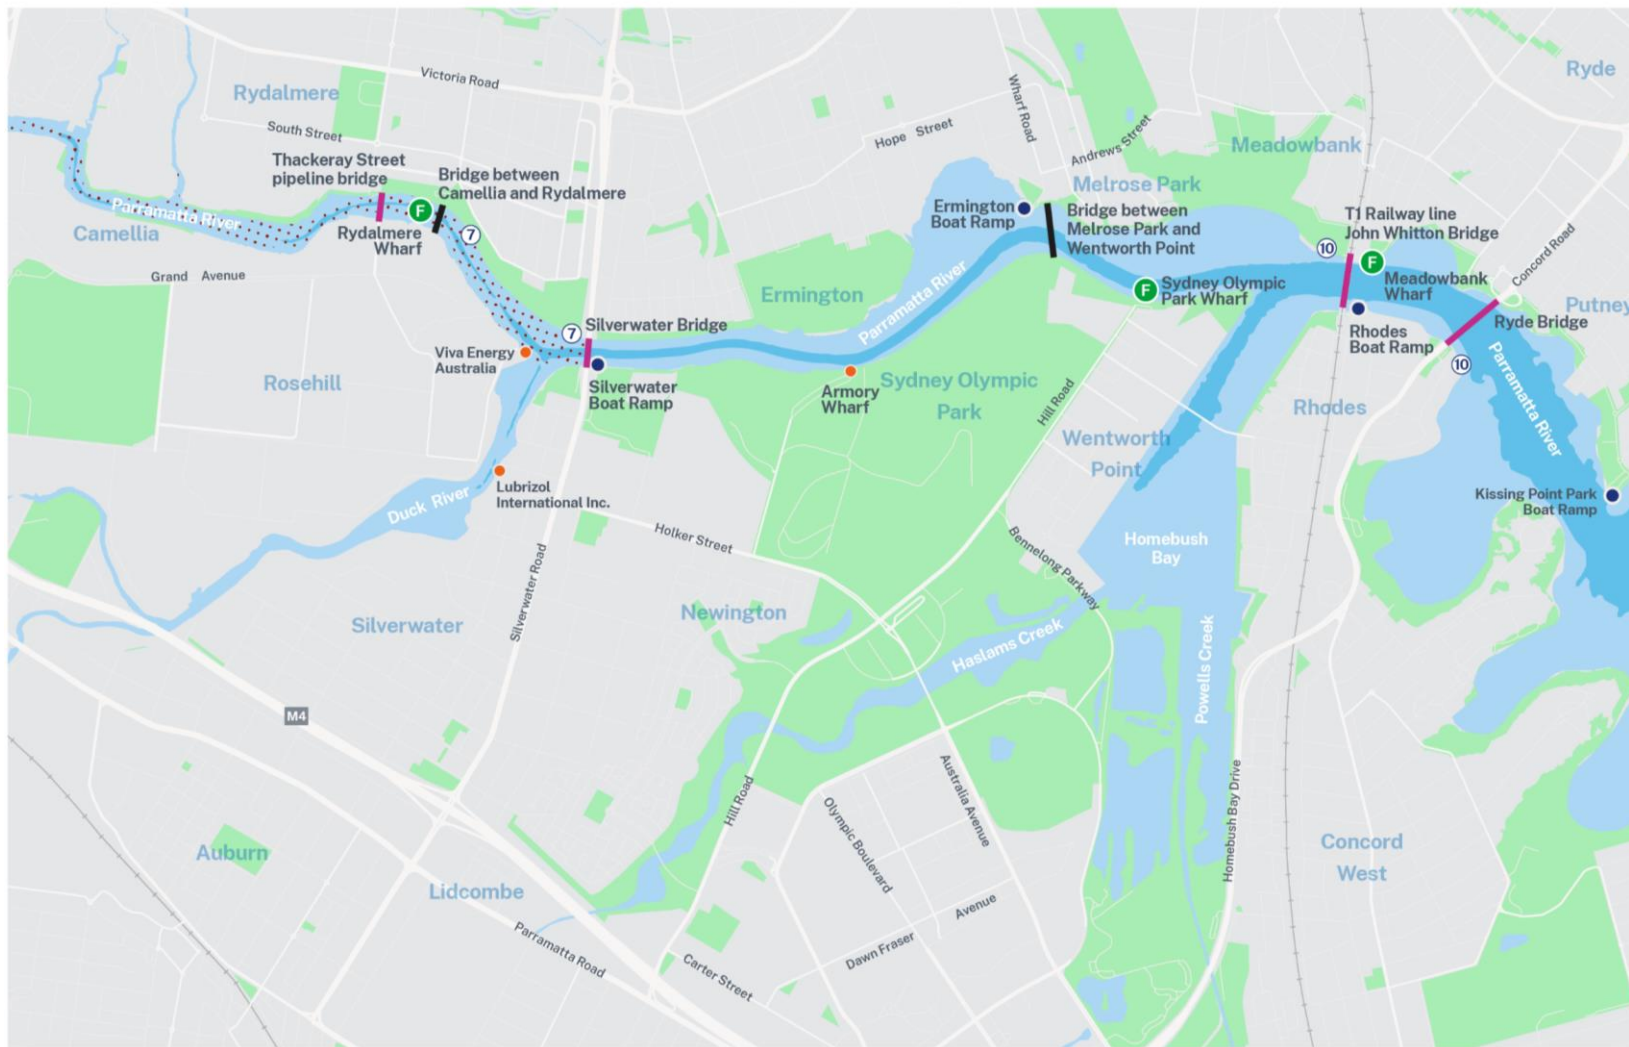 Ryde
Victoria Road
Rydalmere
South Street
Hope Street
Wharf Road
Andrews Street
Meadowbank
Thackeray Street
pipeline bridge
Bridge between
Camellia and Rydalmere
Melrose Park
Ermington
Boat Ramp
Bridge between
Melrose Park and
Wentworth Point
T1 Railway line
John Whitton Bridge
Concord Road
Parramatta River
Camellia
F
Rydalmere
Wharf
7
10
F
Meadowbank
Wharf
Grand Avenue
Ermington
Parramatta River
F
Sydney Olympic
Park Wharf
Putney
7
Silverwater Bridge
Rhodes
Boat Ramp
Ryde Bridge
Viva Energy
Australia
Rosehill
Silverwater
Boat Ramp
Armory
Wharf
Sydney Olympic
Park
Hill Road
10
Rhodes
Parramatta River
Wentworth
Point
Duck River
Lubrizol
International Inc.
Kissing Point Park
Boat Ramp
Holker Street
Bennelong Parkway
Homebush
Bay
Silverwater Road
Silverwater
Newington
Haslams Creek
Powells Creek
M4
Hill Road
Australia Avenue
Olympic Boulevard
Homebush Bay Drive
Auburn
Lidcombe
Concord
West
Parramatta Road
Carter Street
Dawn Fraser Avenue